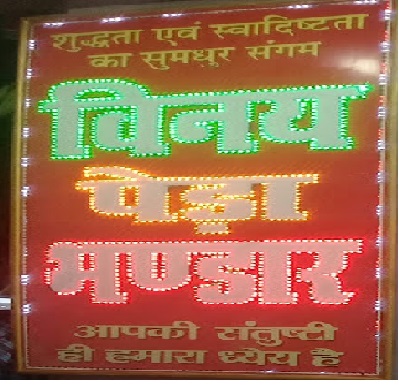 शुद्धता एवं स्वादिष्टता
का सुमधुर संगम
विनय
पेड़ा
भण्डार
आपकी संतुष्टी
ही हमारा ध्येय है